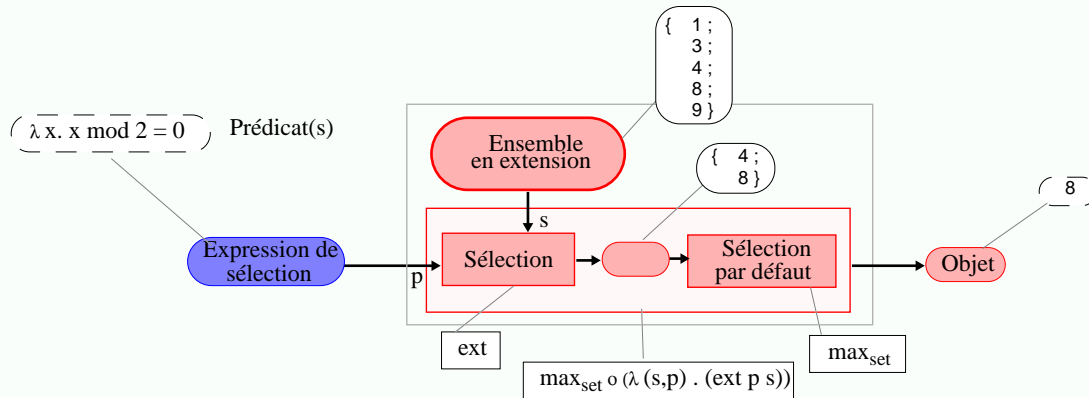 { 1 ;
3 ;
4 ;
8 ;
9 }
λ x. x mod 2 = 0
Prédicat(s)
Ensemble
en extension
{ 4 ;
8 }
8
s
Expression de
sélection
p
Sélection
Sélection
par défaut
Objet
ext
max_set
max_set o (λ (s,p) . (ext p s))